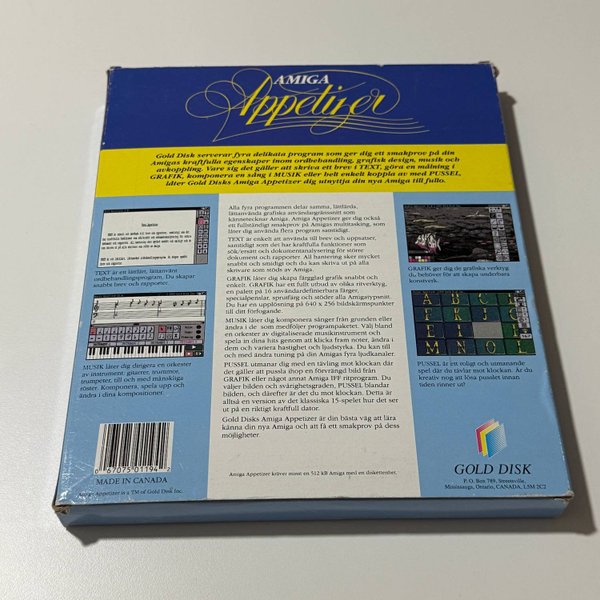 AMIGA
Appetizer
Gold Disk serverar fyra delikata program som ger dig ett smakprov på din
Amigas kraftfulla egenskaper inom ordbehandling, grafisk design, musik och
avkoppling. Vare sig det gäller att skriva ett brev i TEXT, göra en målning i
GRAFIK, komponera en sång i MUSIK eller helt enkelt koppla av med PUSSEL,
låter Gold Disks Amiga Appetizer dig utnyttja din nya Amiga till fullo.
TEXT är ett lättlärt, lättanvänt
ordbehandlingsprogram. Du skapar
snabbt brev och rapporter.
MUSIK låter dig dirigera en orkester
av instrument: gitarrer, trummor,
trumpeter, till och med mänskliga
röster. Komponera, spela upp och
ändra i dina kompositioner.
0 67075 01194 2
MADE IN CANADA
Amiga Appetizer is a TM of Gold Disk Inc.
Alla fyra programmen delar samma, lättlärda,
lättanvända grafiska användargränssnitt som
kännetecknar Amiga. Amiga Appetizer ger dig också
ett fullständigt smakprov på Amigas multitasking, som
låter dig använda flera program samtidigt.
TEXT är enkelt att använda till brev och uppsatser,
samtidigt som det har kraftfulla funktioner som
sök/ersätt och dokumentanalysering för större
dokument och rapporter. All hantering sker mycket
snabbt och smidigt och du kan skriva ut på alla
skrivare som stöds av Amiga.
GRAFIK låter dig skapa färgglad grafik snabbt och
enkelt. GRAFIK har ett fullt utbud av olika ritverktyg,
en palett på 16 användardefinierbara färger,
specialpenslar, sprutfärg och stöder alla Amigatypsnitt.
Du har en upplösning på 640 x 256 bildskärmspunkter
till ditt förfogande.
MUSIK låter dig komponera sånger från grunden eller
ändra i de som medföljer programpaketet. Välj bland
en orkester av digitaliserade musikinstrument och
spela in dina hits genom att klicka fram noter, ändra i
dem och variera hastighet och ljudstyrka. Du kan till
och med ändra tuning på din Amigas fyra ljudkanaler.
PUSSEL utmanar dig med en tävling mot klockan där
det gäller att pussla ihop en förvrängd bild från
GRAFIK eller något annat Amiga IFF ritprogram. Du
väljer bilden och svårighetsgraden, PUSSEL blandar
bilden, och därefter är det du mot klockan. Detta är
alltså en version av det klassiska 15-spelet hur det ser
ut på en riktigt kraftfull dator.
Gold Disks Amiga Appetizer är din bästa väg att lära
känna din nya Amiga och att få ett smakprov på dess
möjligheter.
Amiga Appetizer kräver minst en 512 kB Amiga med en diskettenhet.
GRAFIK ger dig de grafiska verktyg
du behöver för att skapa underbara
konstverk.
PUSSEL är ett roligt och utmanande
spel där du tävlar mot klockan. Är du
kreativ nog att lösa pusslet innan
tiden rinner ut?
GOLD DISK
P. O. Box 789, Streetsville,
Mississauga, Ontario, CANADA, L5M 2C2